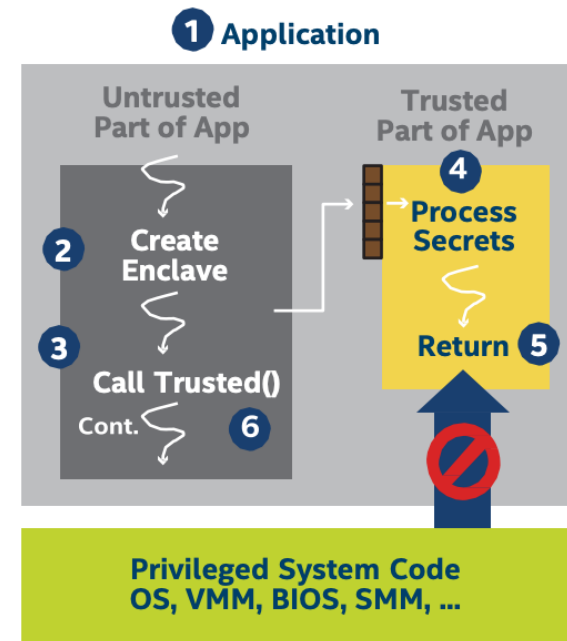 1 Application
Untrusted
Part of App
Trusted
Part of App
4
Process
Secrets
2
Create
Enclave
3
Return 5
Call Trusted()
Cont.
6
Privileged System Code
OS, VMM, BIOS, SMM, ...